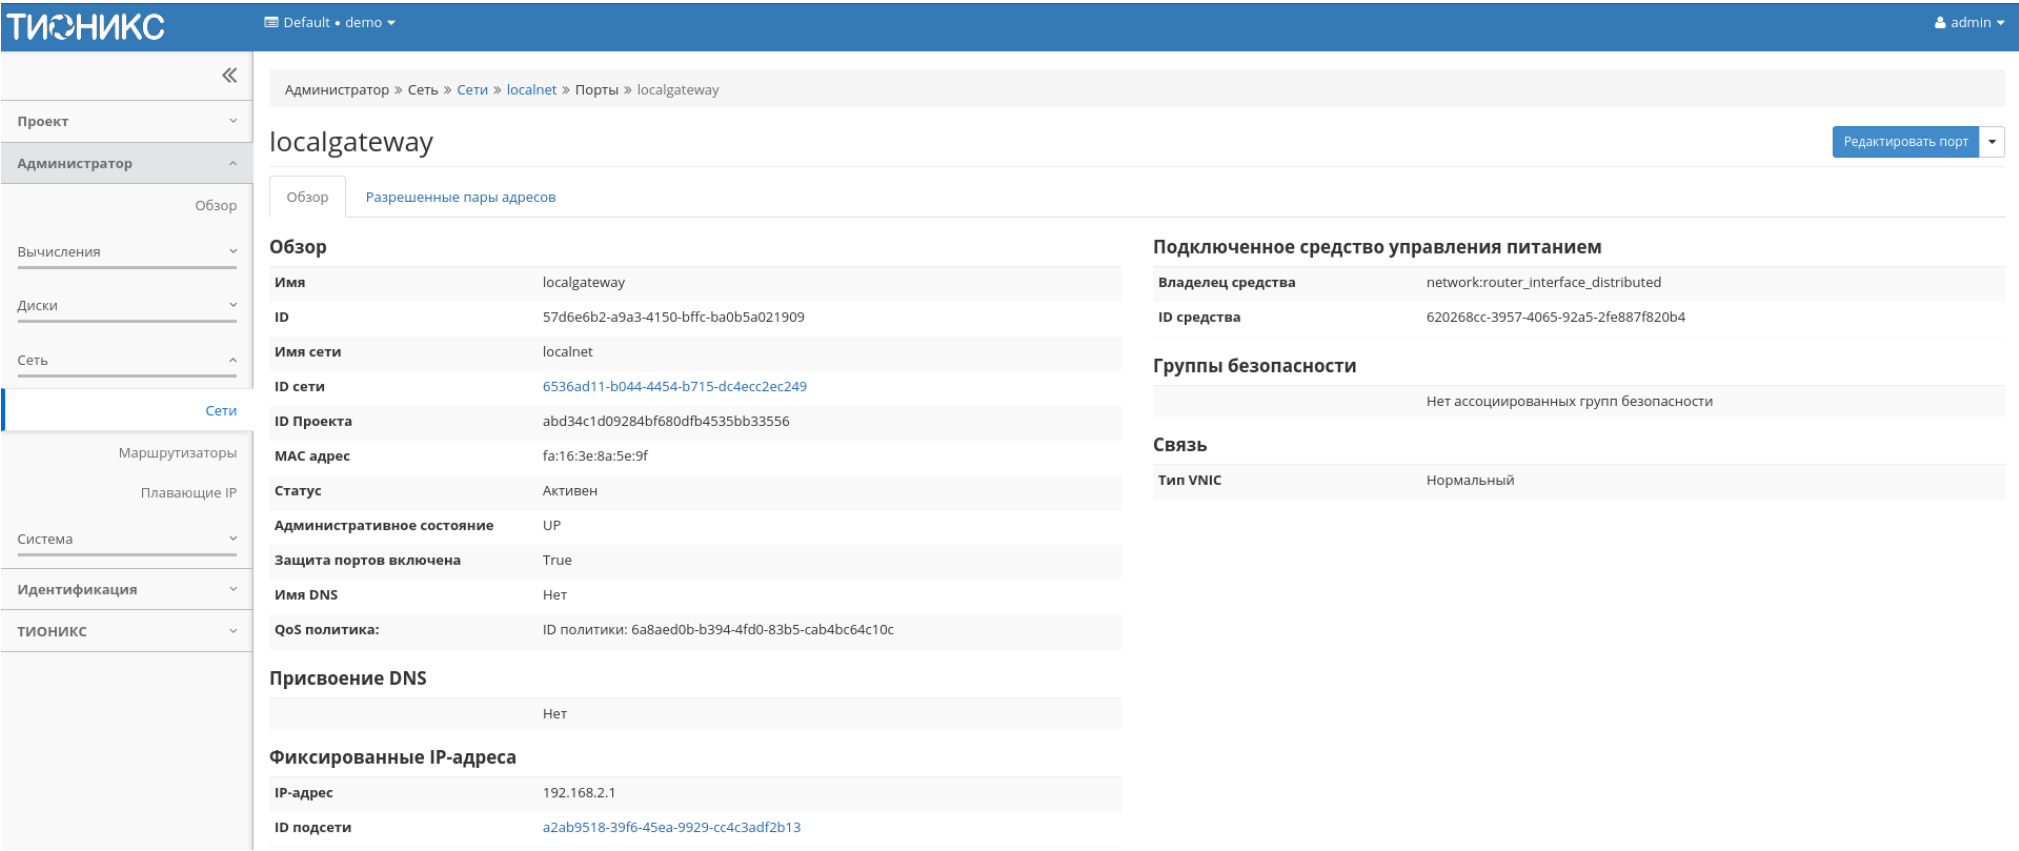 ТИОНИКС
Default • demo
admin
Проект
Администратор
Обзор
Вычисления
Диски
Сеть
Сети
Маршрутизаторы
Плавающие IP
Система
Идентификация
ТИОНИКС
Администратор » Сеть » Сети » localnet » Порты » localgateway
localgateway
Редактировать порт
Обзор Разрешенные пары адресов
Обзор
Имя localgateway
ID 57d6e6b2-a9a3-4150-bffc-ba0b5a021909
Имя сети localnet
ID сети 6536ad11-b044-4454-b715-dc4ecc2ec249
ID Проекта abd34c1d09284bf680dfb4535bb33556
MAC адрес fa:16:3e:8a:5e:9f
Статус Активен
Административное состояние UP
Защита портов включена True
Имя DNS Нет
QoS политика: ID политики: 6a8aed0b-b394-4fd0-83b5-cab4bc64c10c
Присвоение DNS
Нет
Фиксированные IP-адреса
IP-адрес 192.168.2.1
ID подсети a2ab9518-39f6-45ea-9929-cc4c3adf2b13
Подключенное средство управления питанием
Владелец средства network:router_interface_distributed
ID средства 620268cc-3957-4065-92a5-2fe887f820b4
Группы безопасности
Нет ассоциированных групп безопасности
Связь
Тип VNIC Нормальный